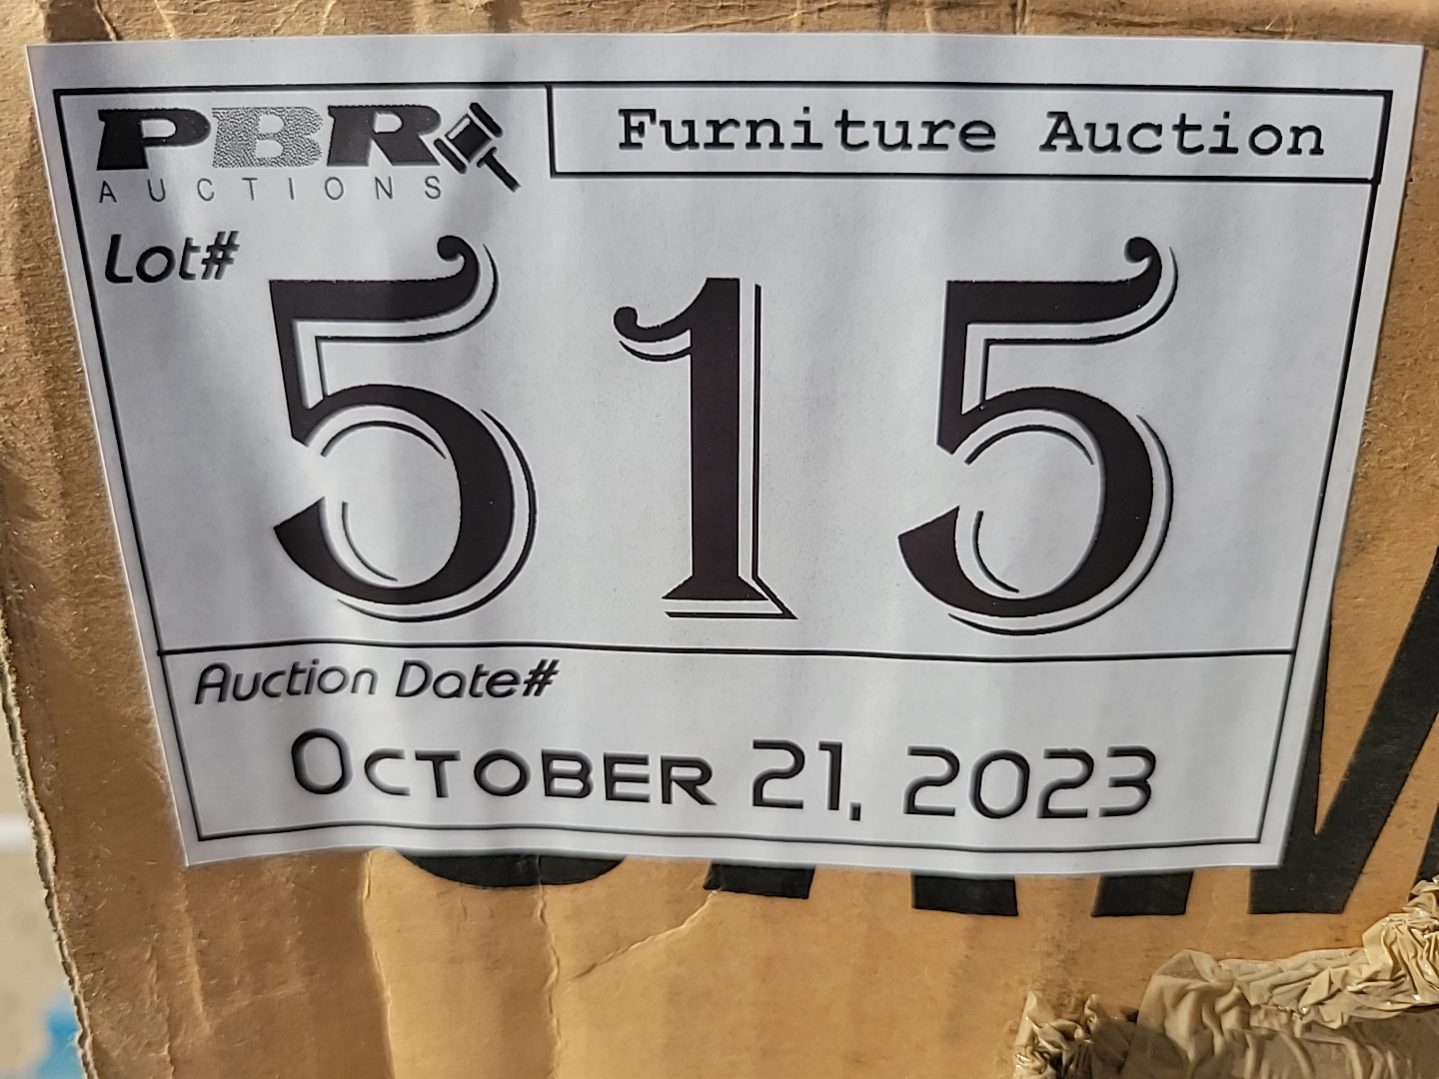 PBR
AUCTIONS
Furniture Auction
Lot#
515
Auction Date#
October 21, 2023